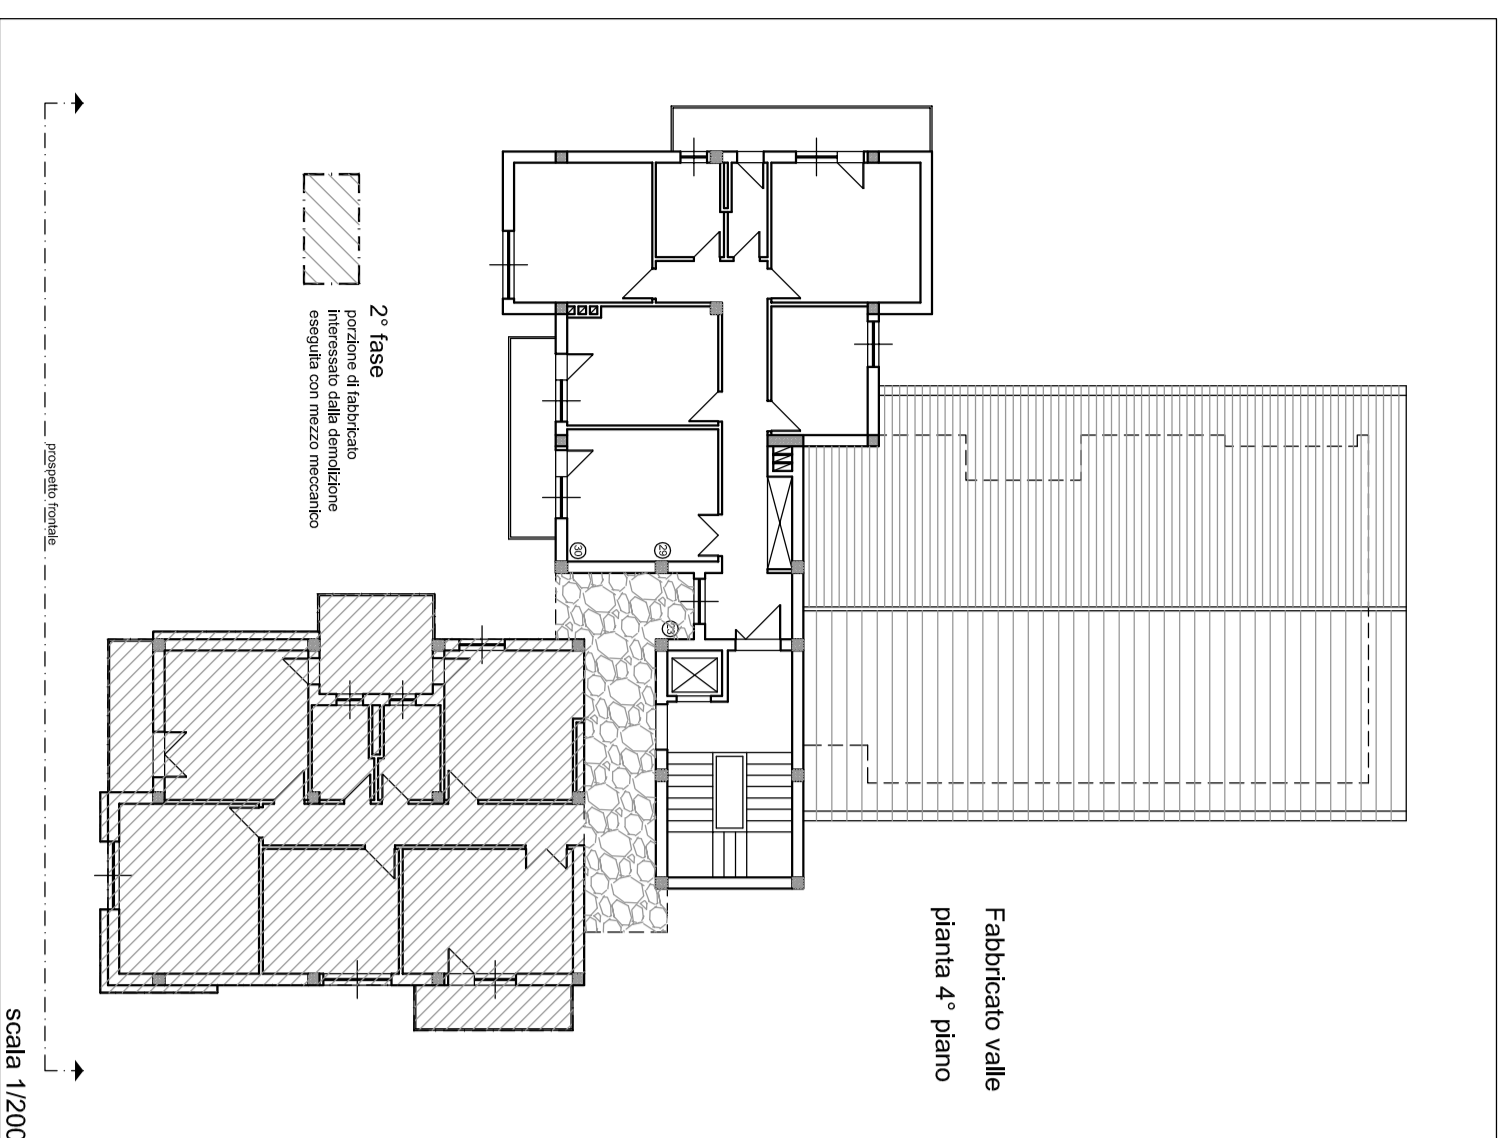 Fabbricato valle
pianta 4° piano
2° fase
porzione di fabbricato
interessato dalla demolizione
eseguita con mezzo meccanico
30
29
23
prospetto frontale
scala 1/200